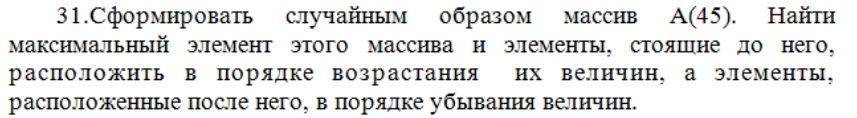 31.Сформировать случайным образом массив А(45). Найти
максимальный элемент этого массива и элементы, стоящие до него,
расположить в порядке возрастания их величин, а элементы,
расположенные после него, в порядке убывания величин.